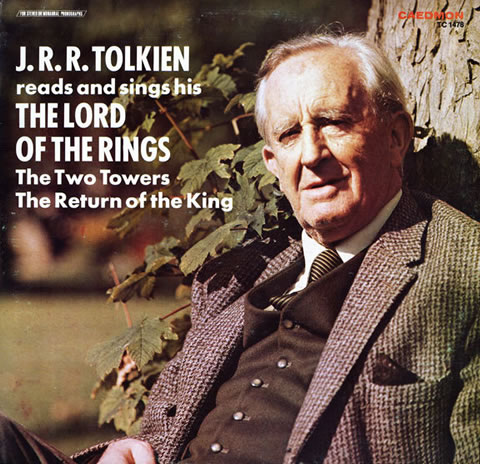 FOR STEREO OR MONAURAL PHONOGRAPHS
CAEDMON
TC 1478
J. R. R. TOLKIEN
reads and sings his
THE LORD
OF THE RINGS
The Two Towers
The Return of the King